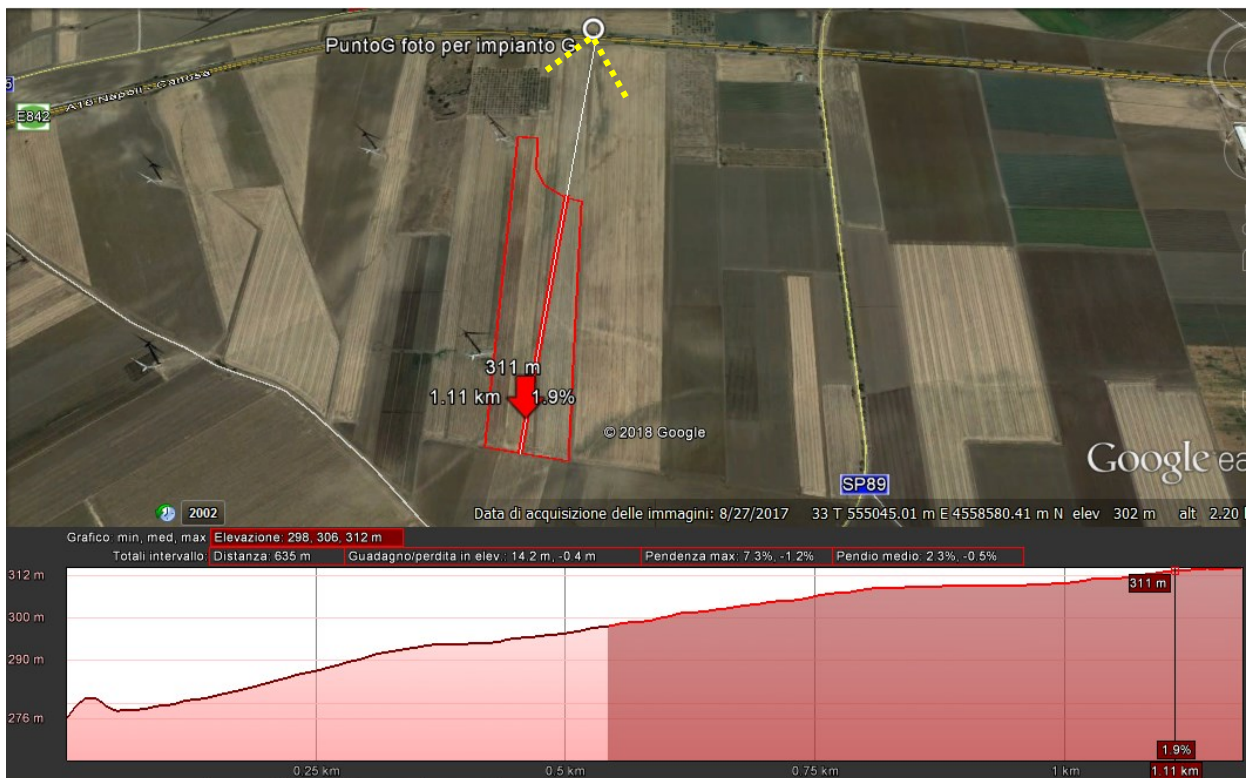 PuntoG foto per impianto G
A16 Napoli - Canosa
E842
311 m
1.11 km
1.9%
© 2018 Google
Google ea
SP89
2002
Data di acquisizione delle immagini: 8/27/2017 33 T 555045.01 m E 4558580.41 m N elev 302 m alt 2.20
Grafico: min, med, max Elevazione: 298, 306, 312 m
Totali intervallo: Distanza: 635 m Guadagno/perdita in elev.: 14.2 m, -0.4 m Pendenza max: 7.3%, -1.2% Pendio medio: 2.3%, -0.5%
312 m
311 m
300 m
290 m
276 m
1.9%
0.25 km 0.5 km 0.75 km 1 km 1.11 km